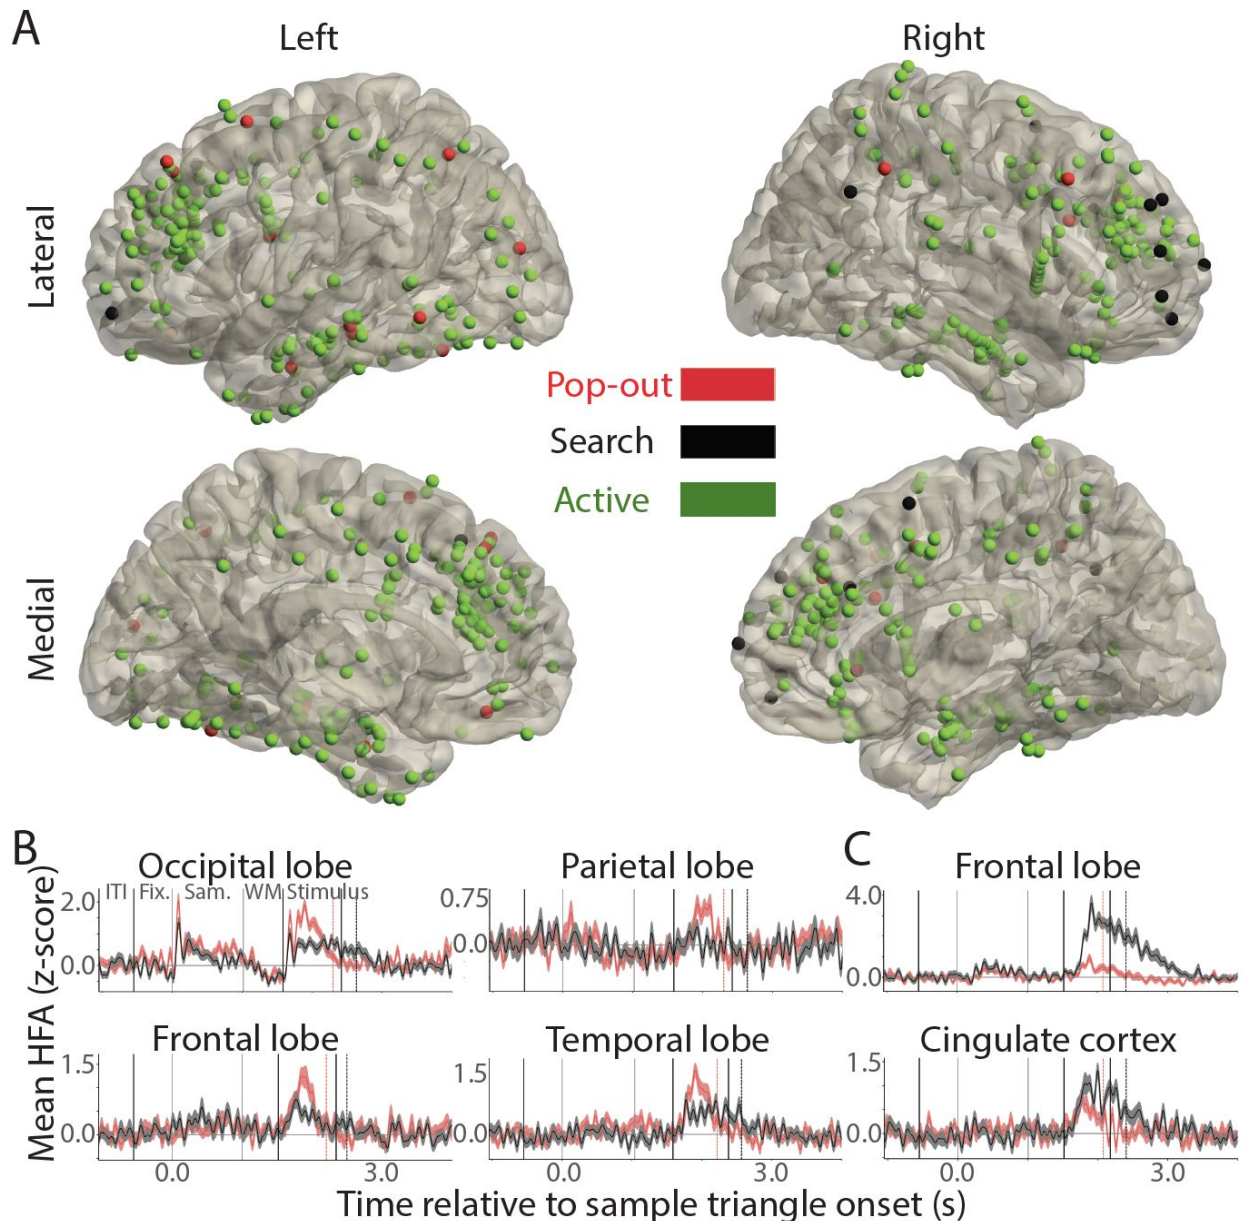 A
Left
Right
Lateral
Pop-out
Search
Active
Medial
B
C
Occipital lobe
Parietal lobe
Frontal lobe
ITI Fix. Sam. WM Stimulus
2.0
0.0
0.75
0.0
4.0
0.0
Frontal lobe
Temporal lobe
Cingulate cortex
1.5
0.0
1.5
0.0
1.5
0.0
0.0 3.0
0.0 3.0
0.0 3.0
Mean HFA (z-score)
Time relative to sample triangle onset (s)